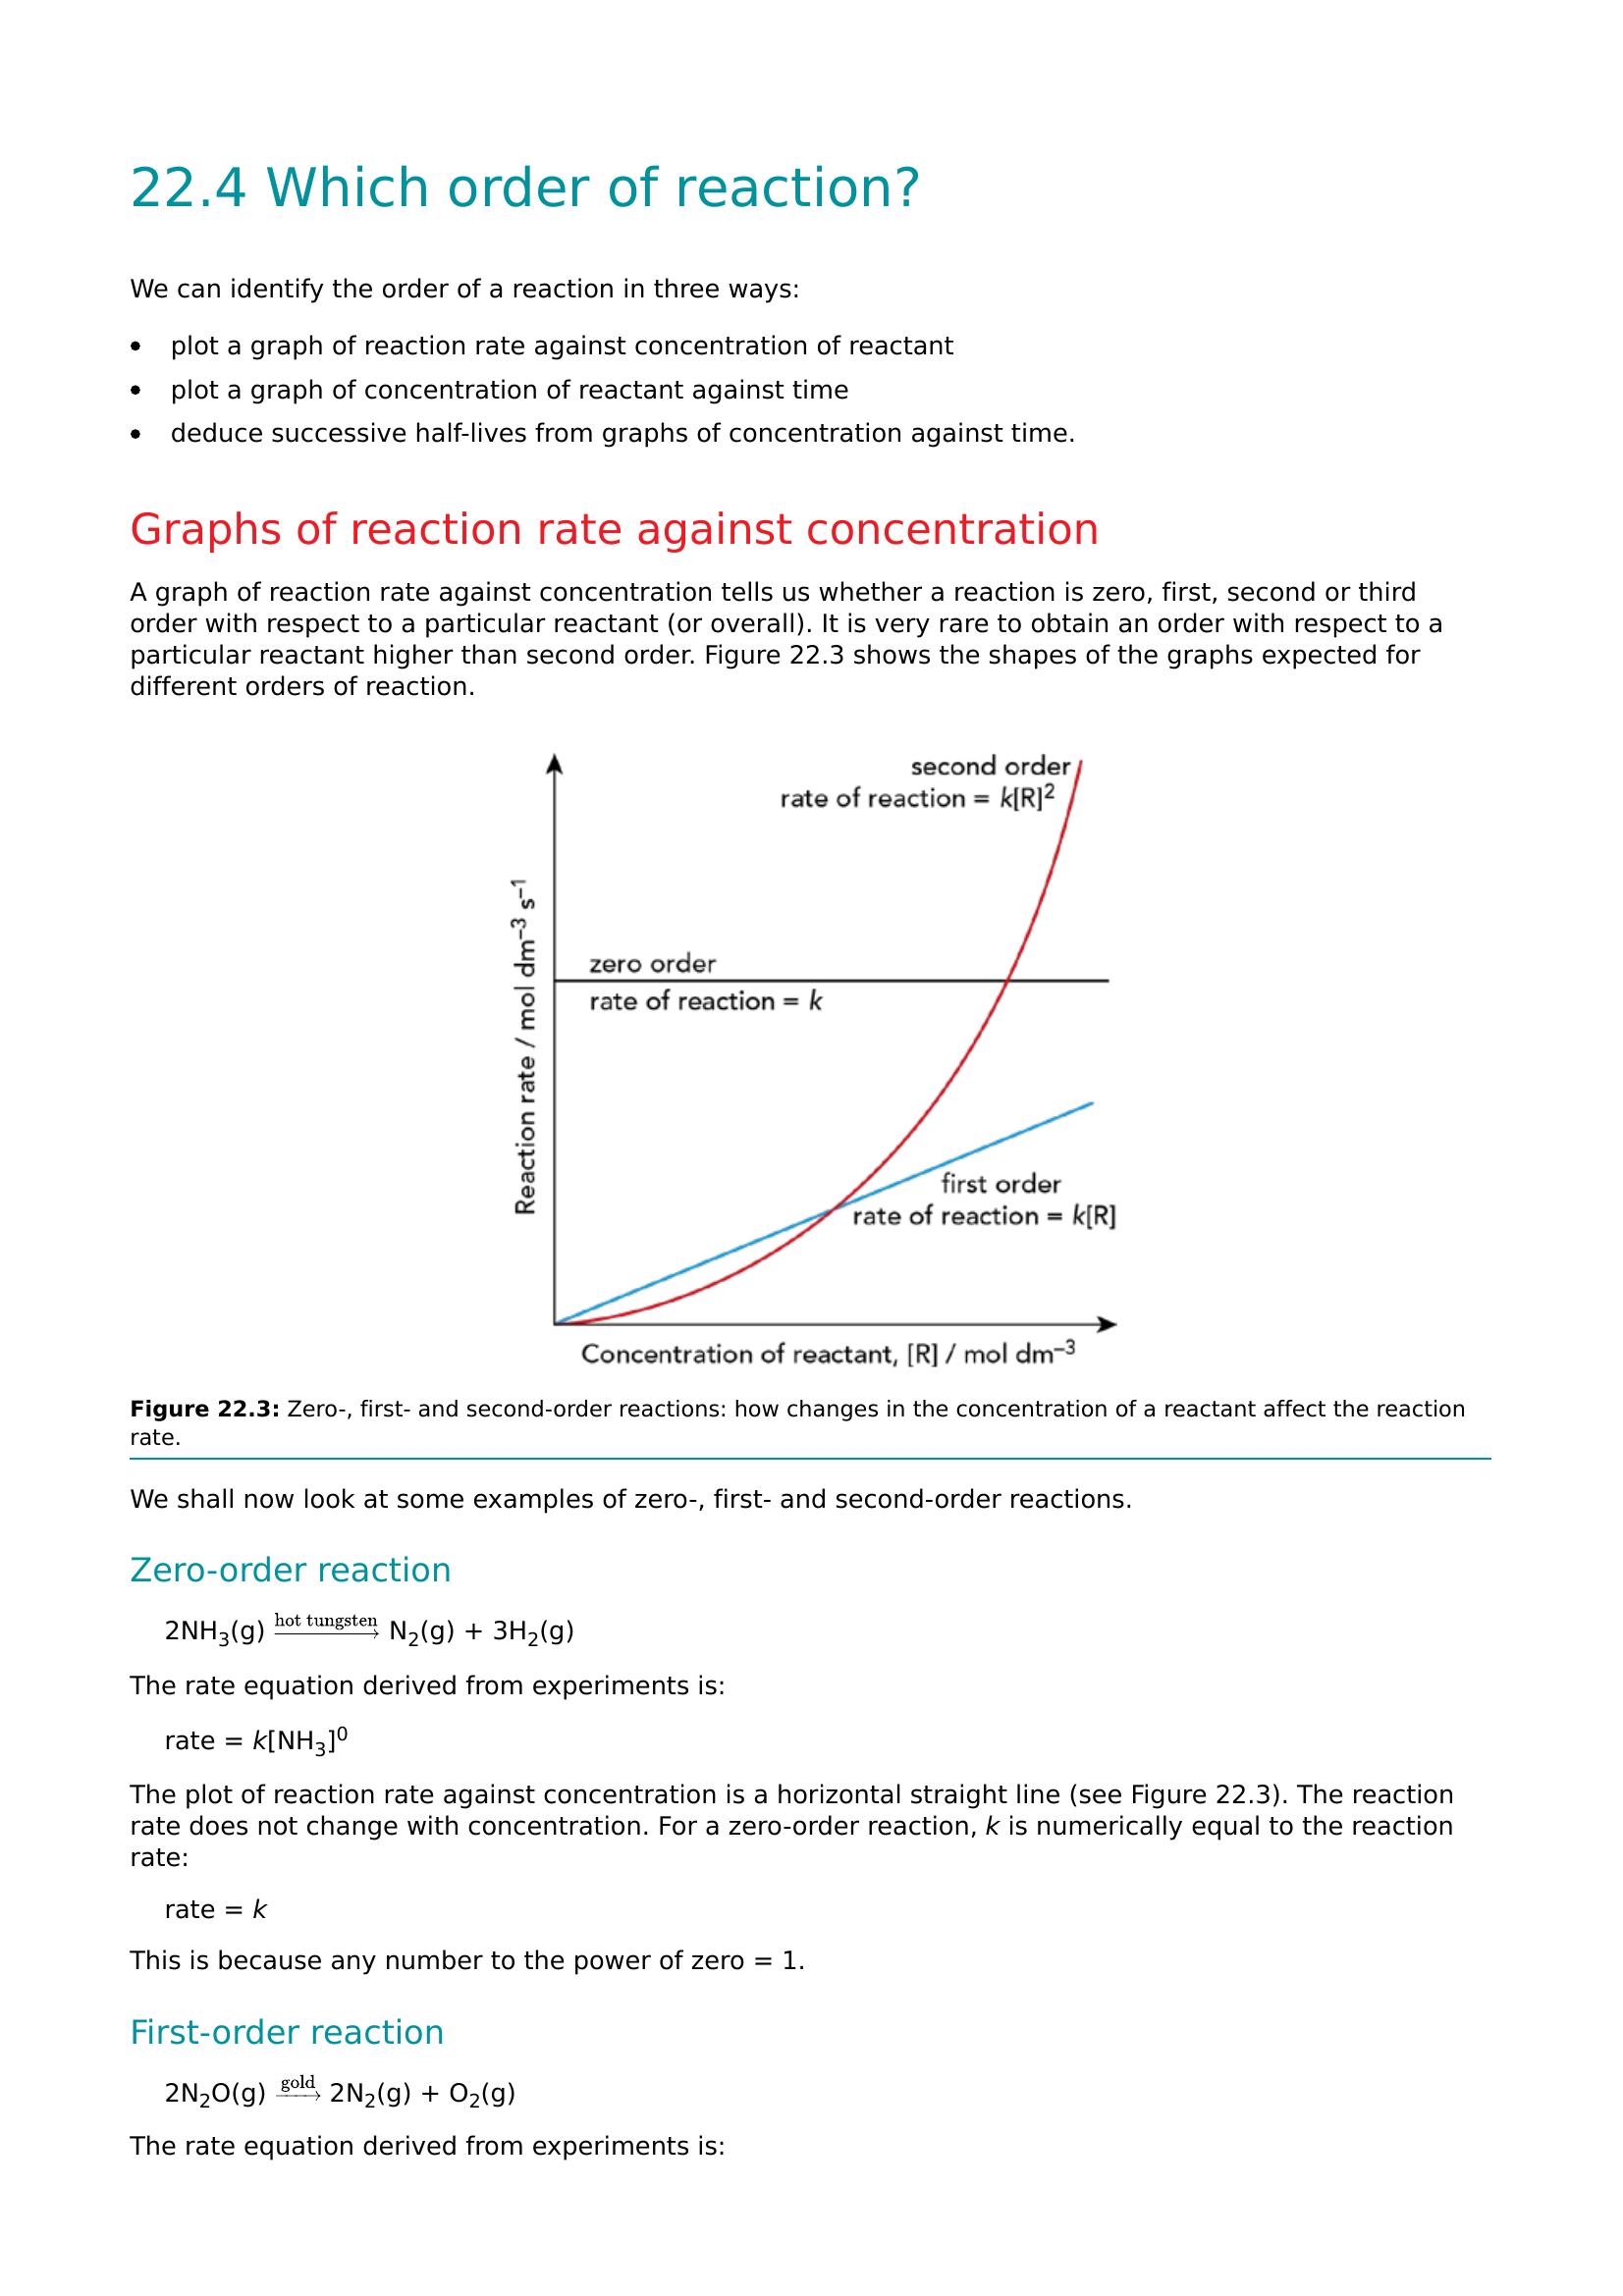 22.4 Which order of reaction?
We can identify the order of a reaction in three ways:
• plot a graph of reaction rate against concentration of reactant
• plot a graph of concentration of reactant against time
• deduce successive half-lives from graphs of concentration against time.
Graphs of reaction rate against concentration
A graph of reaction rate against concentration tells us whether a reaction is zero, first, second or third
order with respect to a particular reactant (or overall). It is very rare to obtain an order with respect to a
particular reactant higher than second order. Figure 22.3 shows the shapes of the graphs expected for
different orders of reaction.
second order
rate of reaction = k[R]²
zero order
rate of reaction = k
Reaction rate / mol dm⁻³ s⁻¹
first order
rate of reaction = k[R]
Concentration of reactant, [R] / mol dm⁻³
Figure 22.3: Zero-, first- and second-order reactions: how changes in the concentration of a reactant affect the reaction
rate.
We shall now look at some examples of zero-, first- and second-order reactions.
Zero-order reaction
2NH₃(g) hot tungsten⟶ N₂(g) + 3H₂(g)
The rate equation derived from experiments is:
rate = k[NH₃]⁰
The plot of reaction rate against concentration is a horizontal straight line (see Figure 22.3). The reaction
rate does not change with concentration. For a zero-order reaction, k is numerically equal to the reaction
rate:
rate = k
This is because any number to the power of zero = 1.
First-order reaction
2N₂O(g) gold⟶ 2N₂(g) + O₂(g)
The rate equation derived from experiments is: